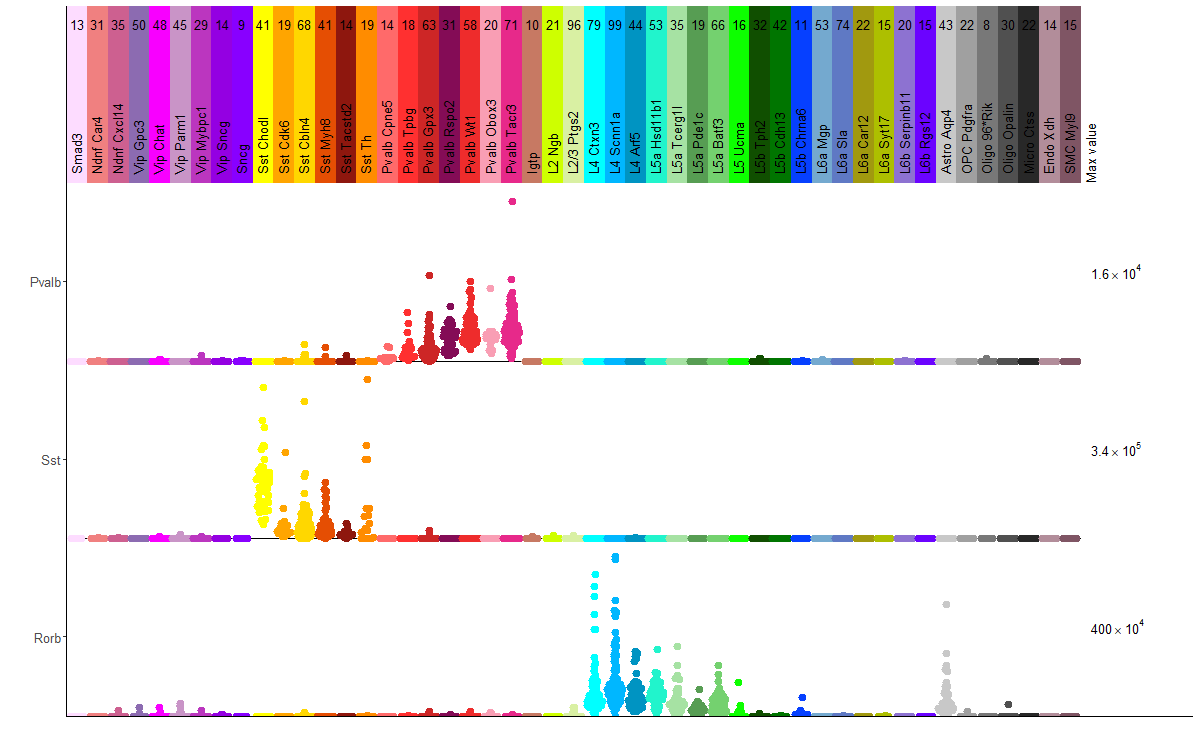 13 31 35 50 48 45 29 14 9 41 19 68 41 14 19 14 18 63 31 58 20 71 10 21 96 79 99 44 53 35 19 66 16 32 42 11 53 74 22 15 20 15 43 22 8 30 22 14 15
Smad3
Ndnf Car4
Ndnf Cxcl14
Vip Gpc3
Vip Chat
Vip Parm1
Vip Mybpc1
Vip Sncg
Sncg
Sst Chodl
Sst Cdk6
Sst Cbln4
Sst Myh8
Sst Tacstd2
Sst Th
Pvalb Cpne5
Pvalb Tpbg
Pvalb Gpx3
Pvalb Rspo2
Pvalb Wt1
Pvalb Obox3
Pvalb Tacr3
Igtp
L2 Ngb
L2/3 Ptgs2
L4 Ctxn3
L4 Scnn1a
L4 Arf5
L5a Hsd11b1
L5a Tcerg1l
L5a Pde1c
L5a Batf3
L5 Ucma
L5b Tph2
L5b Cdh13
L5b Chrna6
L6a Mgp
L6a Sla
L6a Car12
L6a Syt17
L6b Serpinb11
L6b Rgs12
Astro Aqp4
OPC Pdgfra
Oligo 96*Rik
Oligo Opalin
Micro Ctss
Endo Xdh
SMC Myl9
Max value
Pvalb
1.6 × 10⁴
Sst
3.4 × 10⁵
Rorb
400 × 10⁴